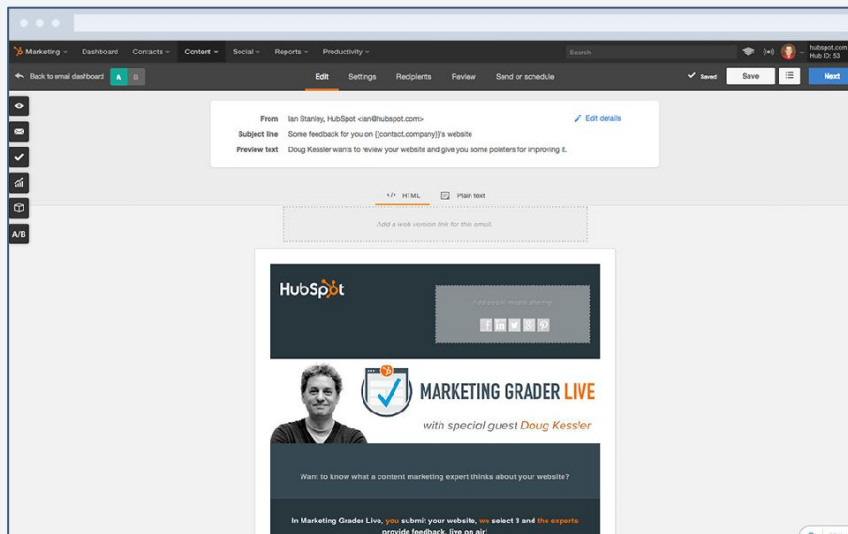 Marketing Dashboard Contacts Content Social Reports Productivity Search hubspot.com
Hub ID: 53
Back to email dashboard A B Edit Settings Recipients Review Send or schedule Saved Save Next
From Ian Stanley, HubSpot <ian@hubspot.com> Edit details
Subject line Some feedback for you on {{contact.company}}'s website
Preview text Doug Kessler wants to review your website and give you some pointers for improving it.
</> HTML Plain text
A/B
Add a web version link for this email.
HubSpot
Add social media sharing
f in g+
MARKETING GRADER LIVE
with special guest Doug Kessler
Want to know what a content marketing expert thinks about your website?
In Marketing Grader Live, you submit your website, we select 3 and the experts
provide feedback, live on air!